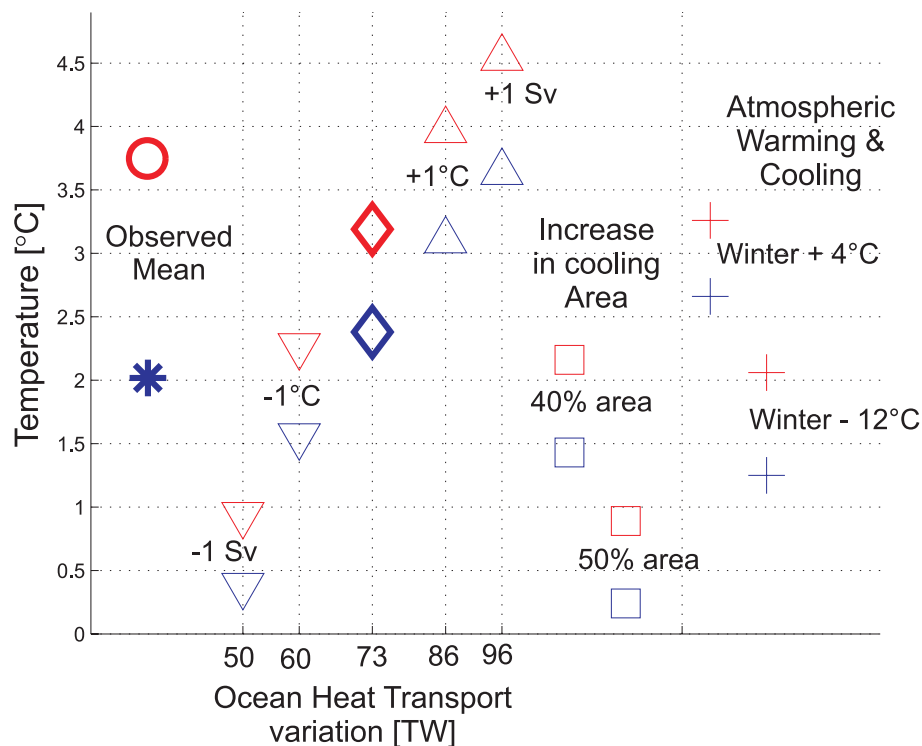 4.5
4
3.5
3
2.5
2
1.5
1
0.5
0
Temperature [°C]
Observed
Mean
-1 Sv
-1°C
+1°C
+1 Sv
Increase
in cooling
Area
40% area
50% area
Atmospheric
Warming &
Cooling
Winter + 4°C
Winter - 12°C
50 60 73 86 96
Ocean Heat Transport
variation [TW]